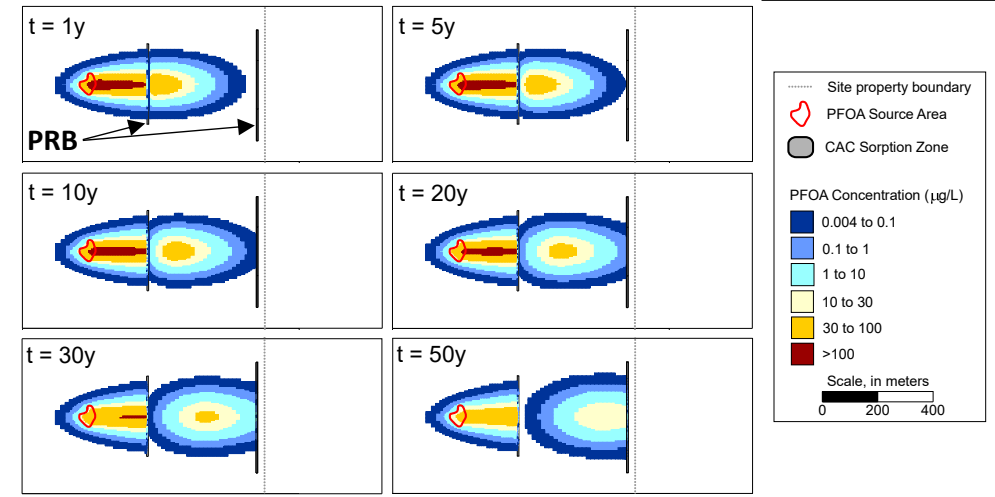 t = 1y
t = 5y
PRB
t = 10y
t = 20y
t = 30y
t = 50y
Site property boundary
PFOA Source Area
CAC Sorption Zone
PFOA Concentration (µg/L)
0.004 to 0.1
0.1 to 1
1 to 10
10 to 30
30 to 100
>100
Scale, in meters
0 200 400